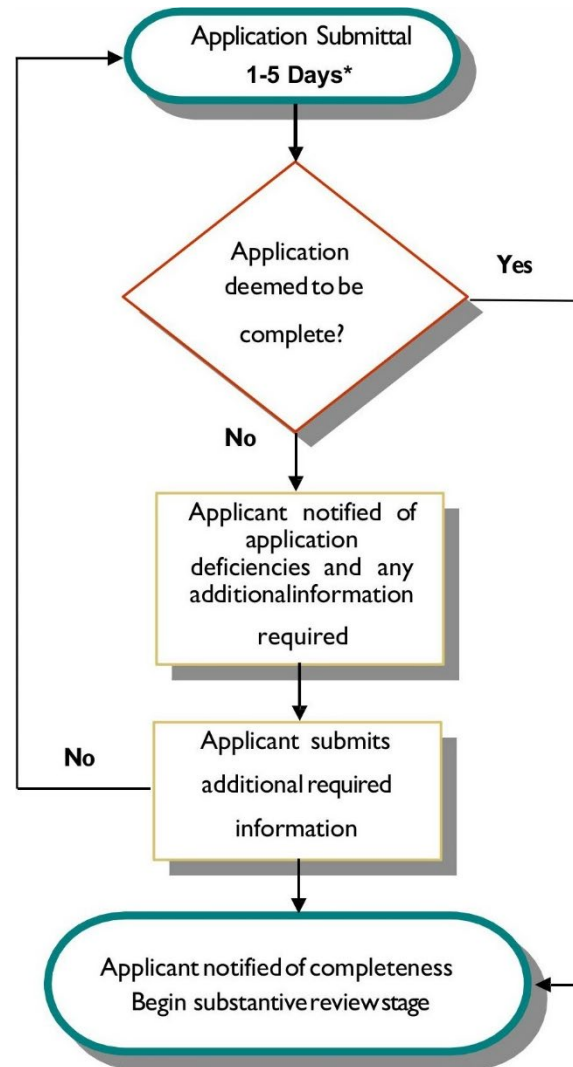 Application Submittal
1-5 Days*
Application
deemed to be
complete?
Yes
No
Applicant notified of
application
deficiencies and any
additionalinformation
required
No
Applicant submits
additional required
information
Applicant notified of completeness
Begin substantive review stage